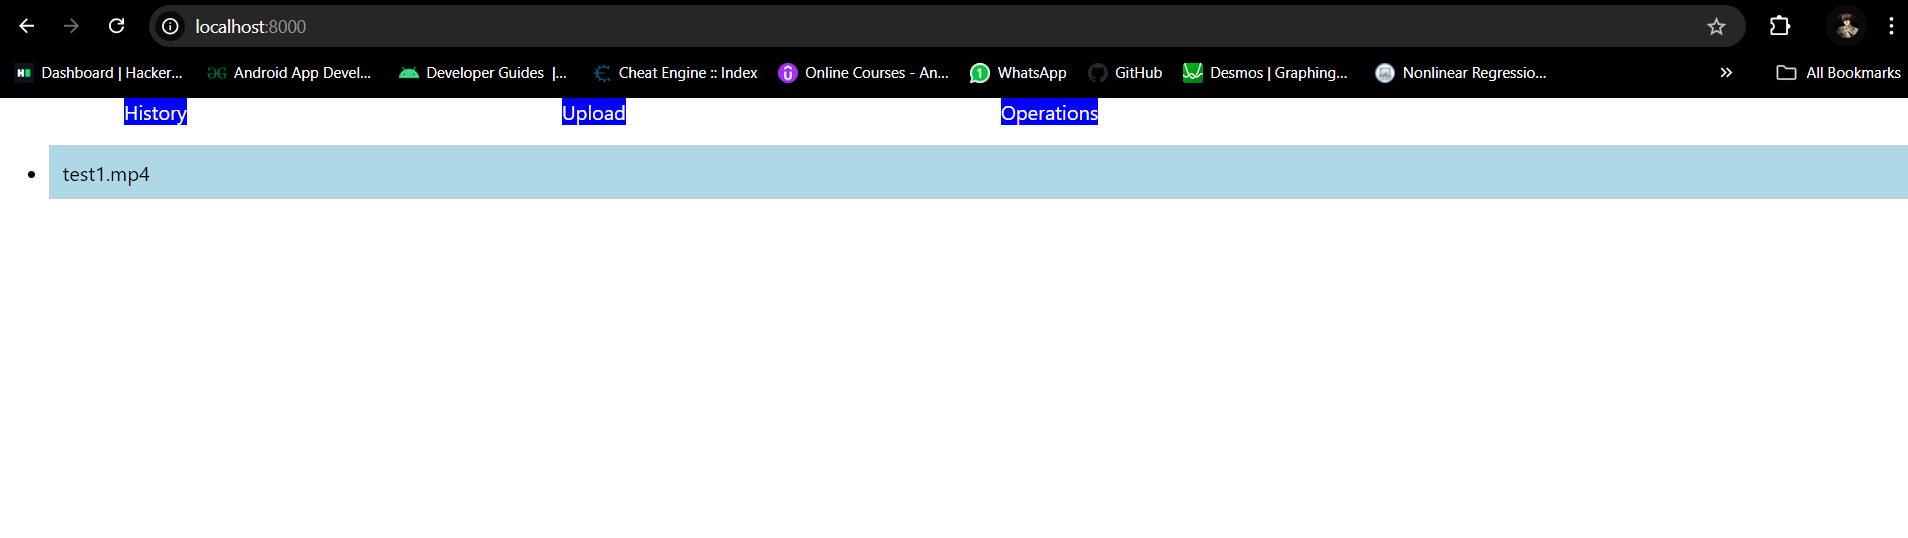 localhost:8000
Dashboard | Hacker... Android App Devel... Developer Guides |... Cheat Engine :: Index Online Courses - An... WhatsApp GitHub Desmos | Graphing... Nonlinear Regressio... » All Bookmarks
History Upload Operations
• test1.mp4